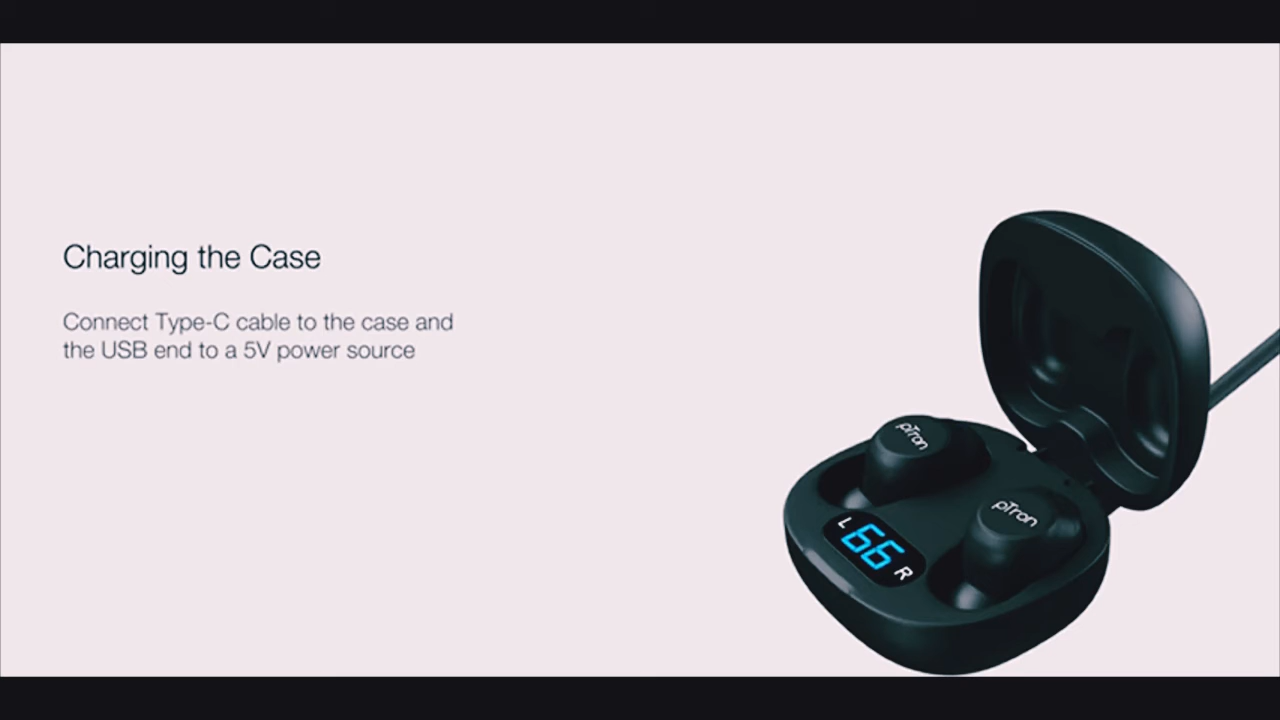 Charging the Case
Connect Type-C cable to the case and
the USB end to a 5V power source
pTron
pTron
L 66 R